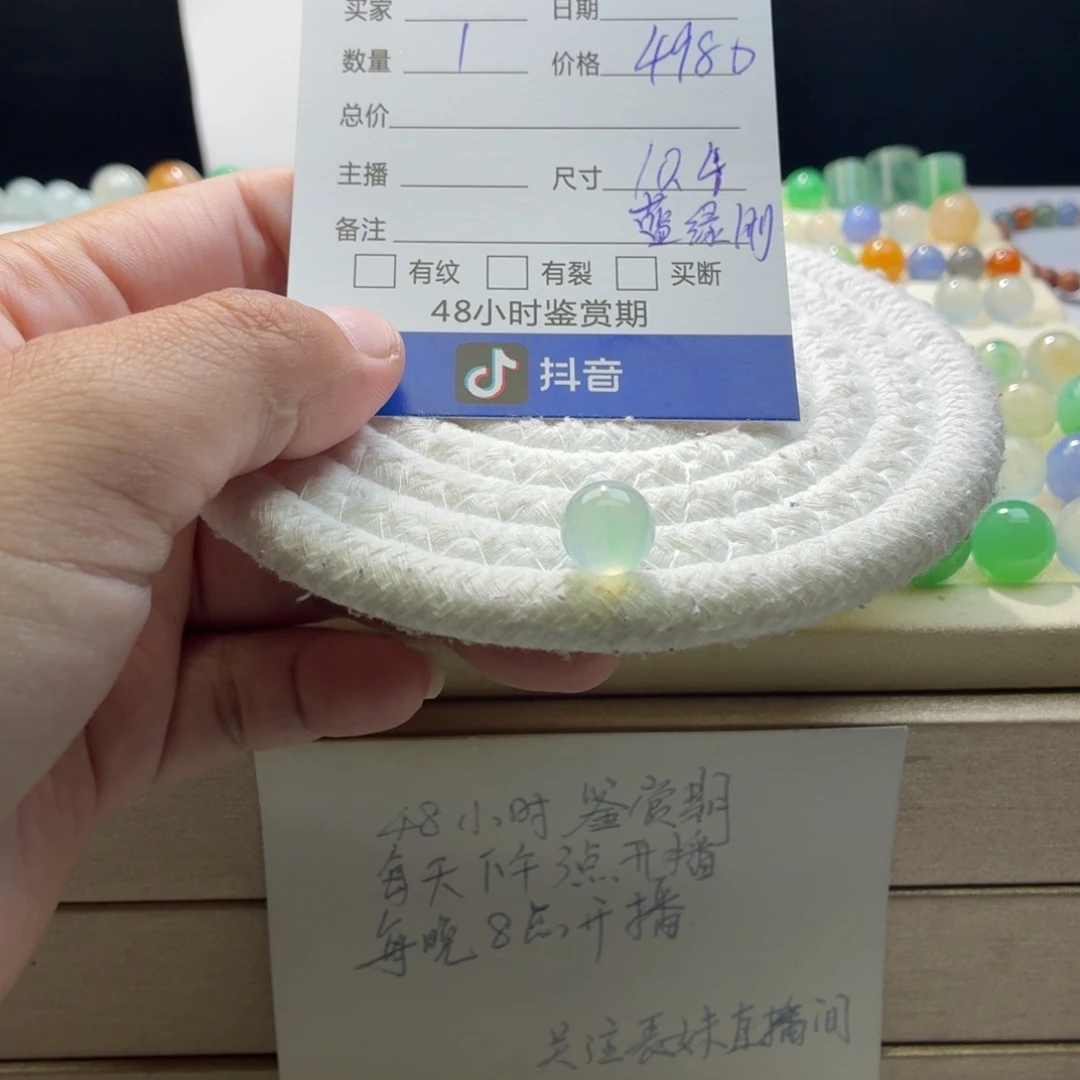 买家 日期
数量 1 价格 4980
总价
主播 尺寸 10.4
备注 蓝绿刚
有纹 有裂 买断
48小时鉴赏期
抖音
48小时鉴赏期
每天下午3点开播
每晚8点开播
关注表妹直播间